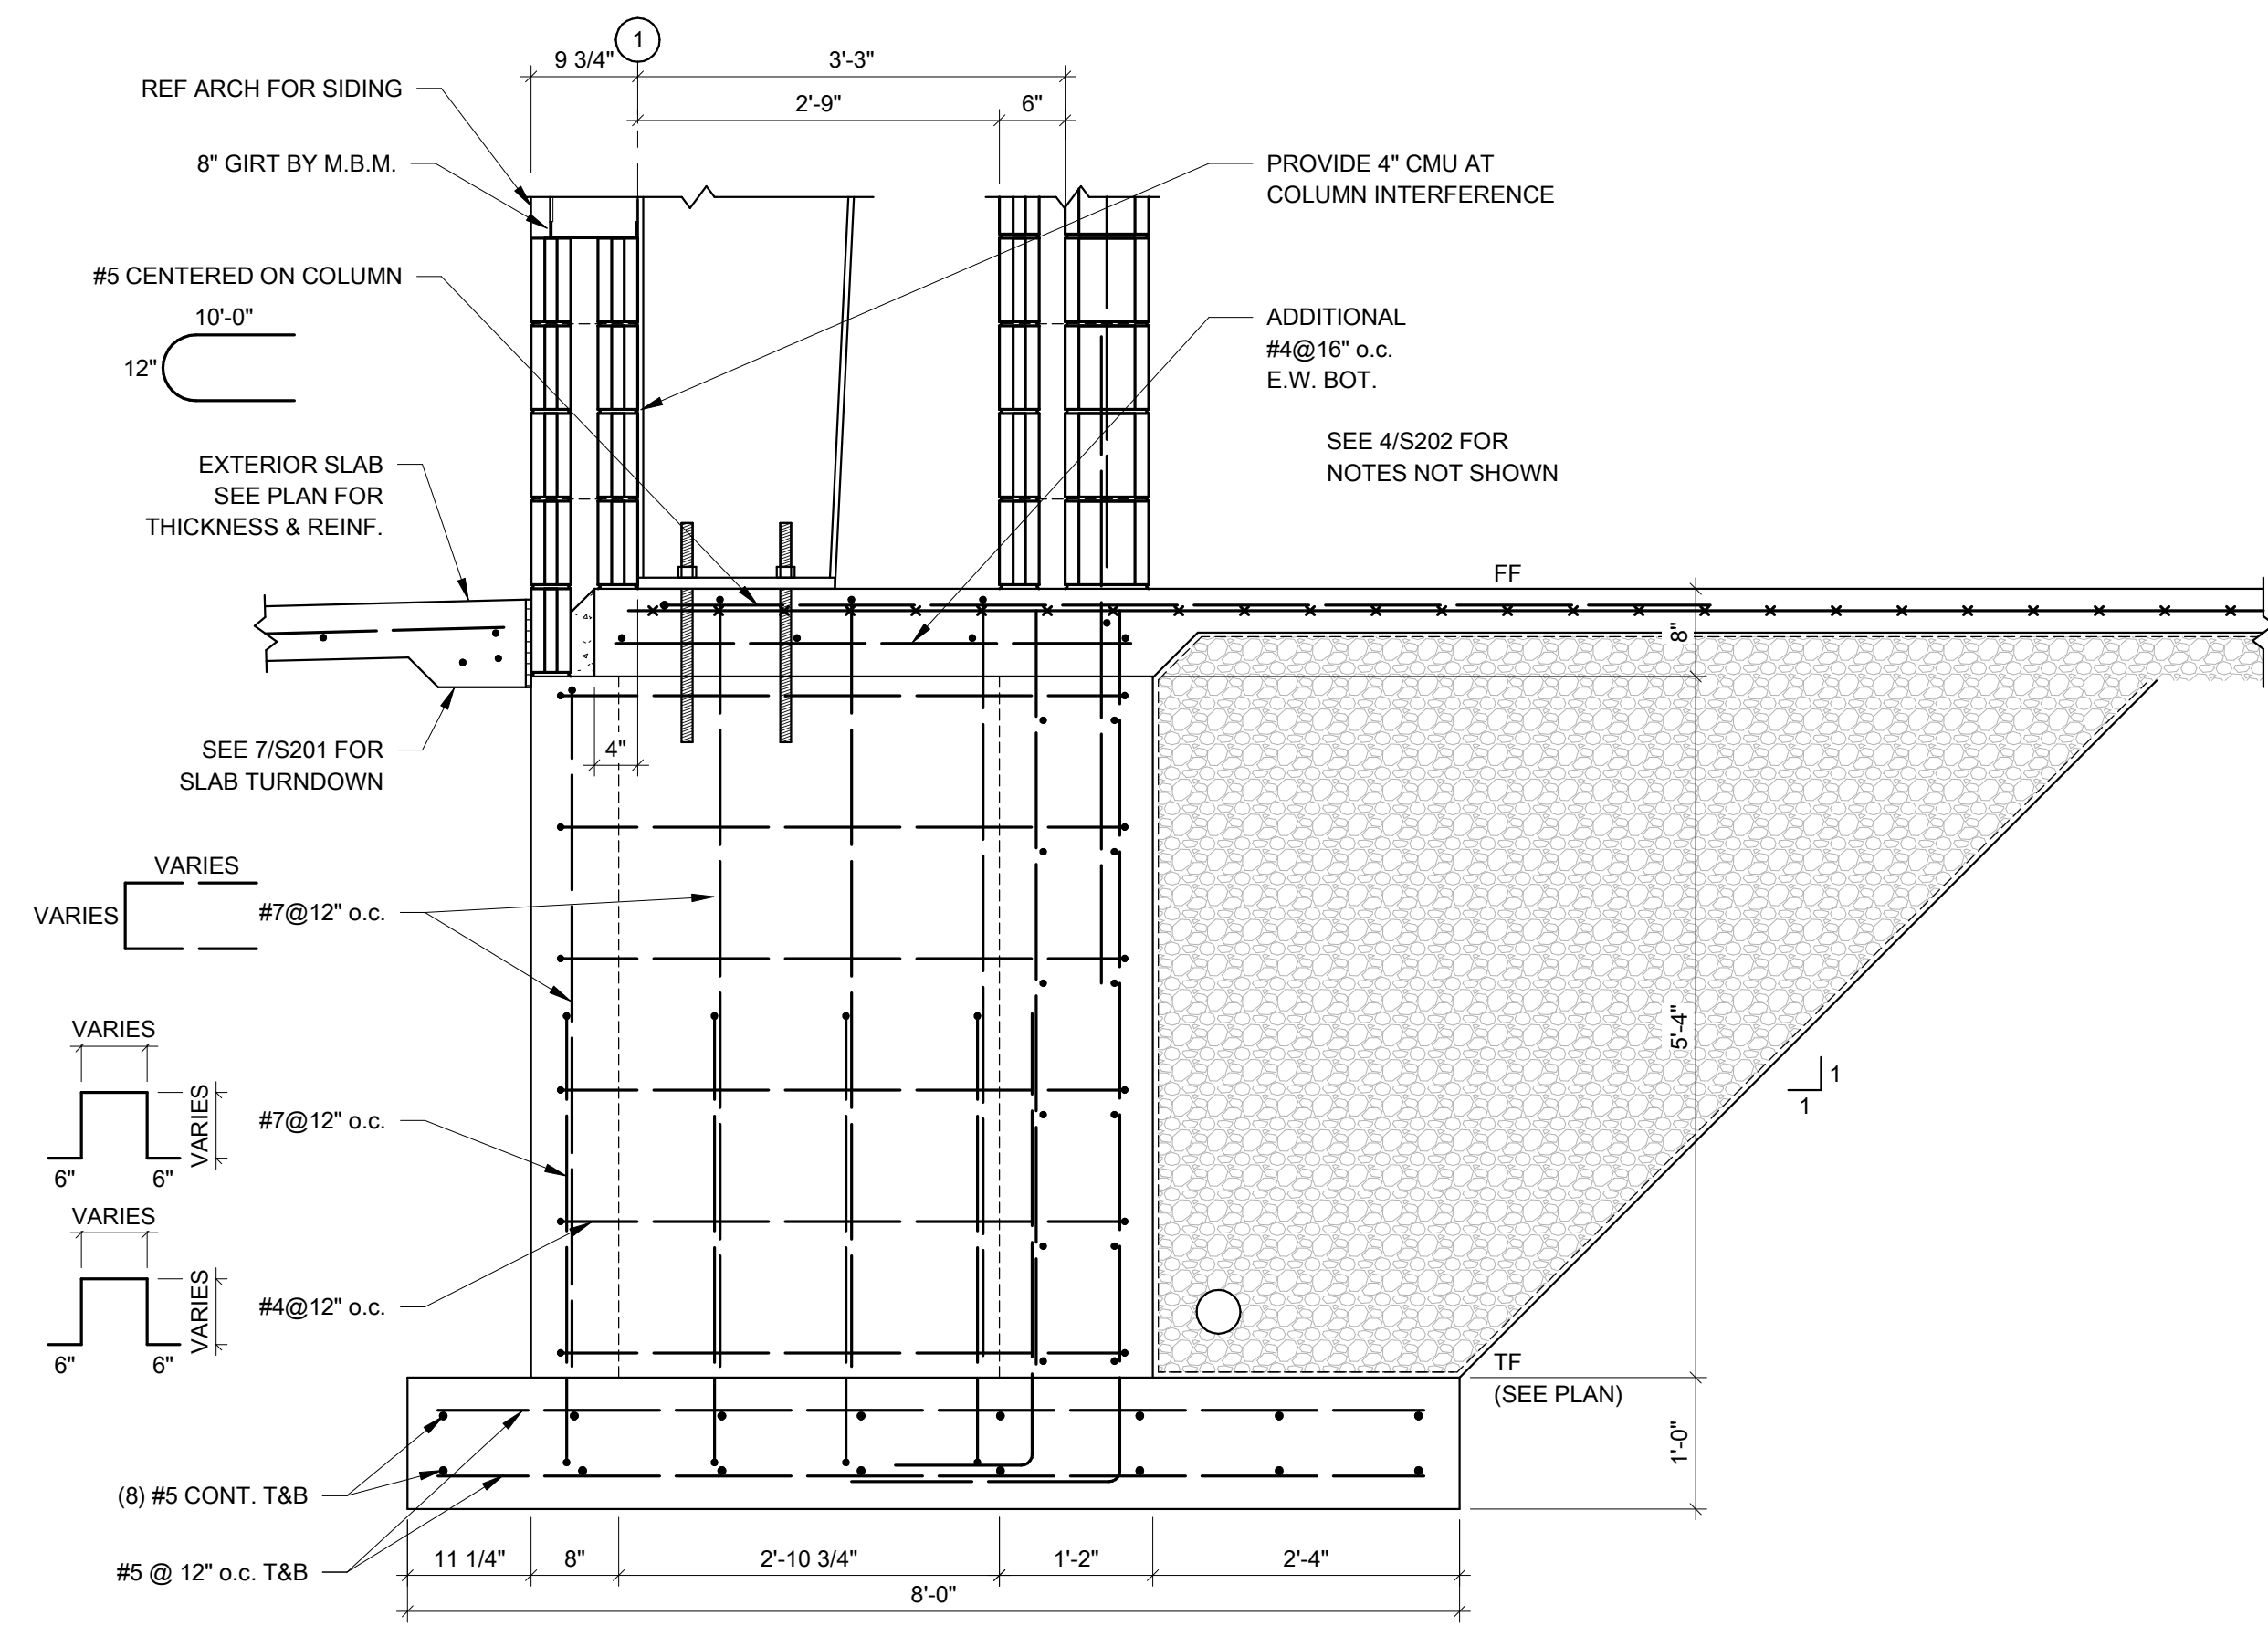 1
9 3/4"
3'-3"
2'-9"
6"
REF ARCH FOR SIDING
8" GIRT BY M.B.M.
PROVIDE 4" CMU AT
COLUMN INTERFERENCE
#5 CENTERED ON COLUMN
10'-0"
12"
ADDITIONAL
#4@16" o.c.
E.W. BOT.
SEE 4/S202 FOR
NOTES NOT SHOWN
EXTERIOR SLAB
SEE PLAN FOR
THICKNESS & REINF.
FF
8"
SEE 7/S201 FOR
SLAB TURNDOWN
4"
VARIES
VARIES
#7@12" o.c.
5'-4"
VARIES
VARIES
#7@12" o.c.
6"
6"
1
1
VARIES
VARIES
#4@12" o.c.
6"
6"
TF
(SEE PLAN)
1'-0"
(8) #5 CONT. T&B
#5 @ 12" o.c. T&B
11 1/4"
8"
2'-10 3/4"
1'-2"
2'-4"
8'-0"